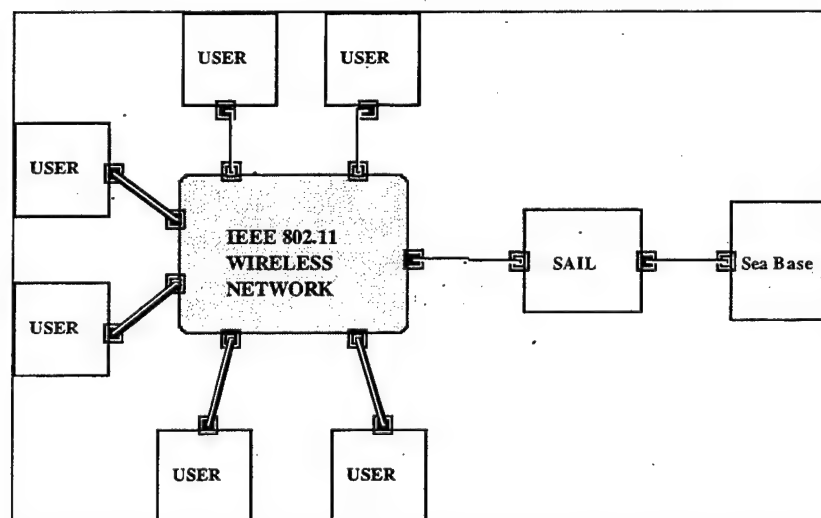 USER
USER
USER
IEEE 802.11
WIRELESS
NETWORK
SAIL
Sea Base
USER
USER
USER